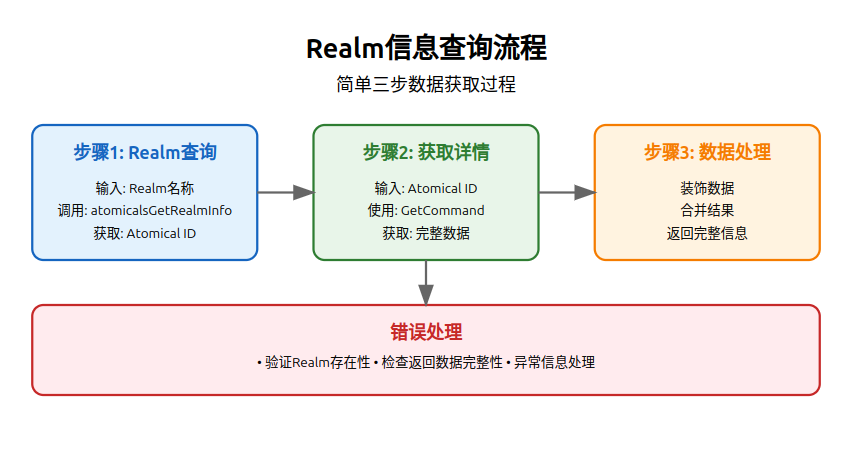 Realm信息查询流程
简单三步数据获取过程
步骤1: Realm查询
输入: Realm名称
调用: atomicalsGetRealmInfo
获取: Atomical ID
步骤2: 获取详情
输入: Atomical ID
使用: GetCommand
获取: 完整数据
步骤3: 数据处理
装饰数据
合并结果
返回完整信息
错误处理
• 验证Realm存在性 • 检查返回数据完整性 • 异常信息处理